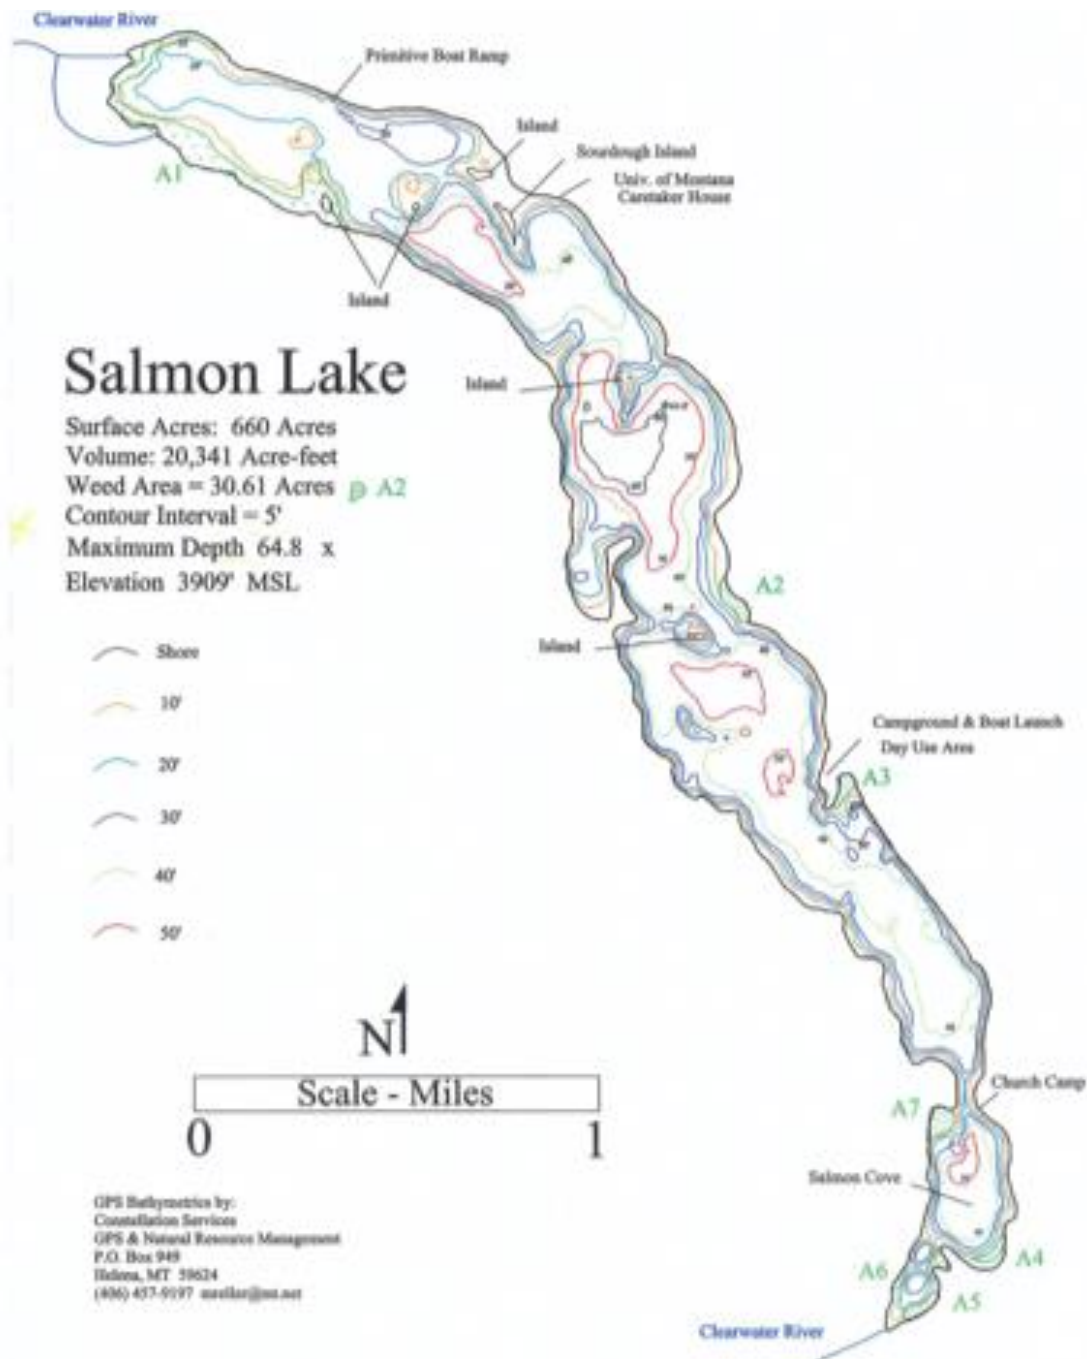 Clearwater River
Primitive Boat Ramp
Island
Sourdough Island
Univ. of Montana
Caretaker House
A1
Island
Salmon Lake
Island
Surface Acres: 660 Acres
Volume: 20,341 Acre-feet
Weed Area = 30.61 Acres A2
Contour Interval = 5'
Maximum Depth 64.8 x
Elevation 3909' MSL
A2
Island
Shore
10'
20'
30'
40'
50'
Campground & Boat Launch
Day Use Area
A3
N
Scale - Miles
0 1
Church Camp
A7
Salmon Cove
GPS Bathymetrics by:
Constellation Services
GPS & Natural Resource Management
P.O. Box 949
Helena, MT 59624
(406) 457-9197
A4
A6
A5
Clearwater River